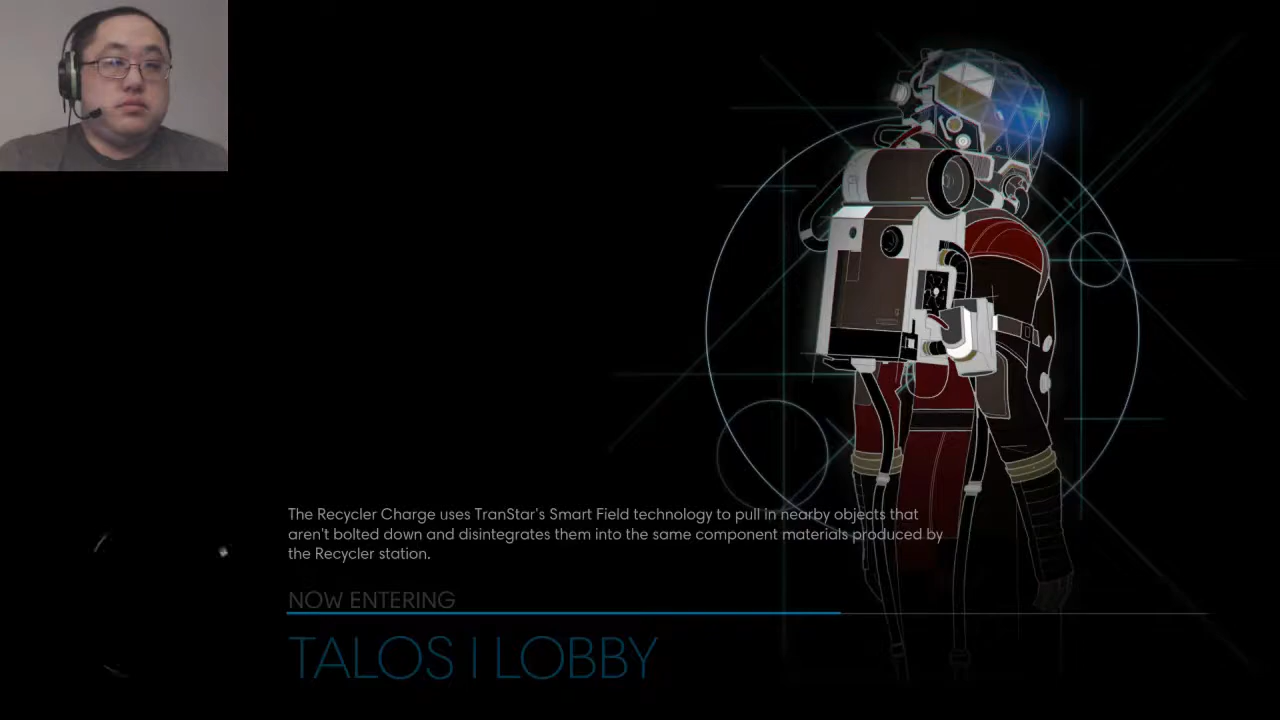 The Recycler Charge uses TranStar's Smart Field technology to pull in nearby objects that
aren't bolted down and disintegrates them into the same component materials produced by
the Recycler station.
NOW ENTERING
TALOS I LOBBY